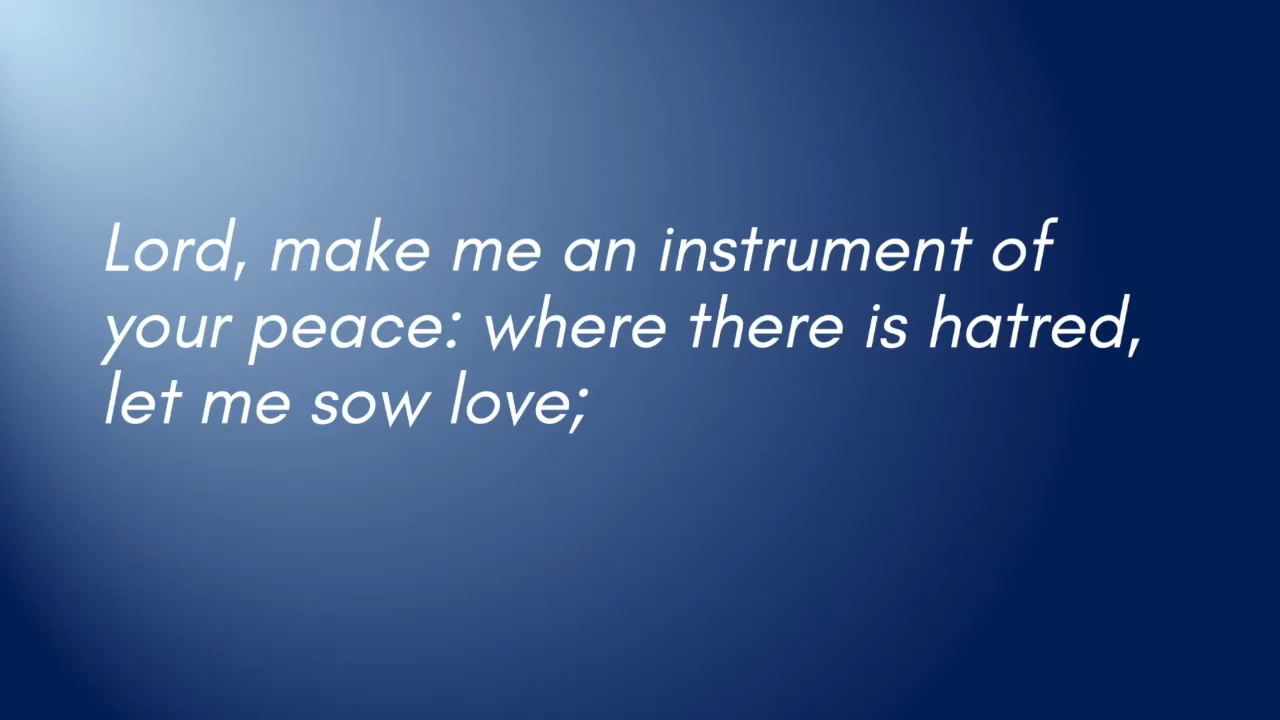 Lord, make me an instrument of
your peace: where there is hatred,
let me sow love;